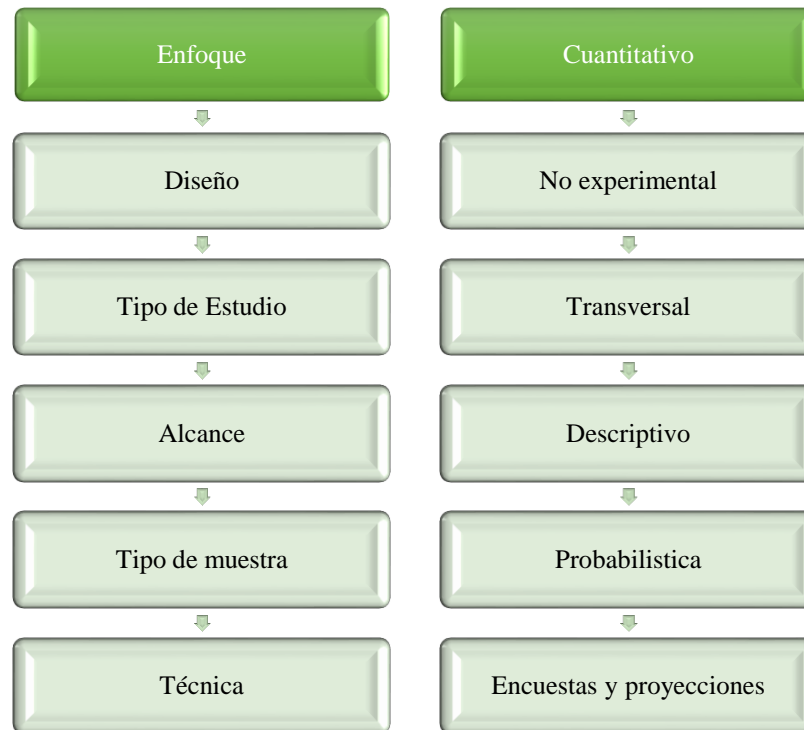 Enfoque
Cuantitativo
Diseño
No experimental
Tipo de Estudio
Transversal
Alcance
Descriptivo
Tipo de muestra
Probabilistica
Técnica
Encuestas y proyecciones